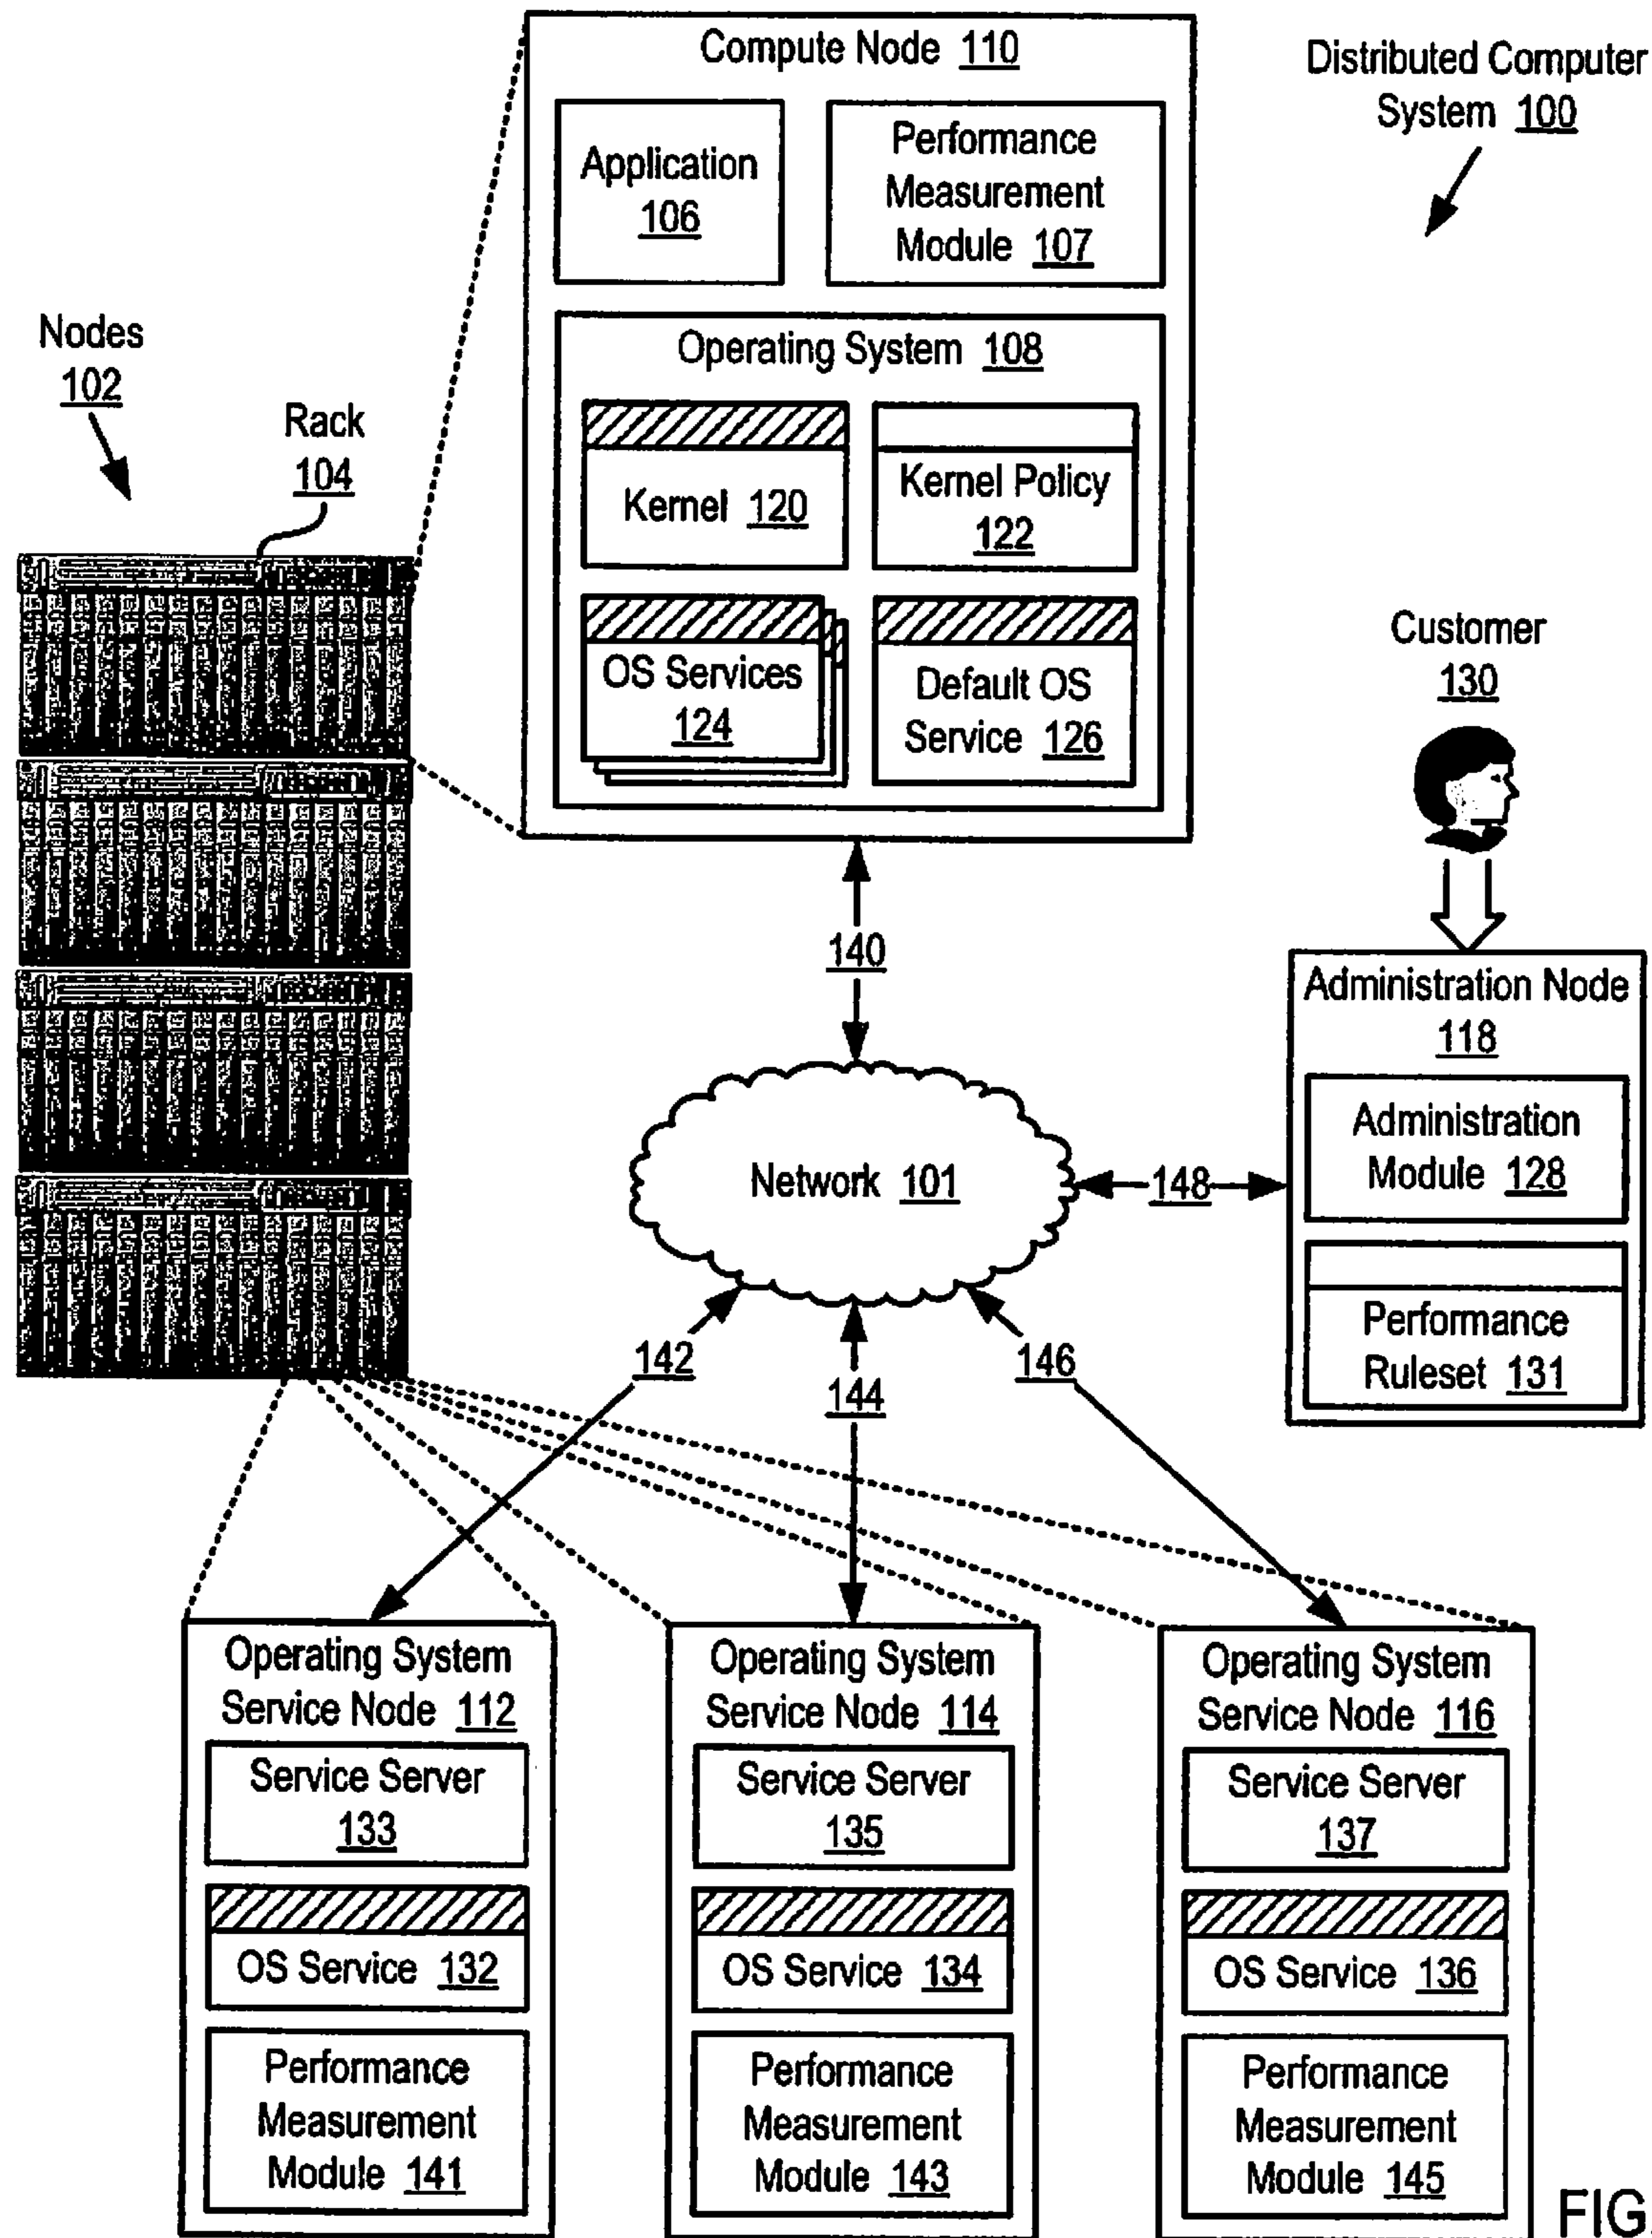 Compute Node 110
Distributed Computer
System 100
Application
106
Performance
Measurement
Module 107
Operating System 108
Nodes
102
Rack
104
Kernel 120
Kernel Policy
122
OS Services
124
Default OS
Service 126
Customer
130
140
Administration Node
118
Administration
Module 128
Performance
Ruleset 131
Network 101
148
142
144
146
Operating System
Service Node 112
Service Server
133
OS Service 132
Performance
Measurement
Module 141
Operating System
Service Node 114
Service Server
135
OS Service 134
Performance
Measurement
Module 143
Operating System
Service Node 116
Service Server
137
OS Service 136
Performance
Measurement
Module 145
FIG